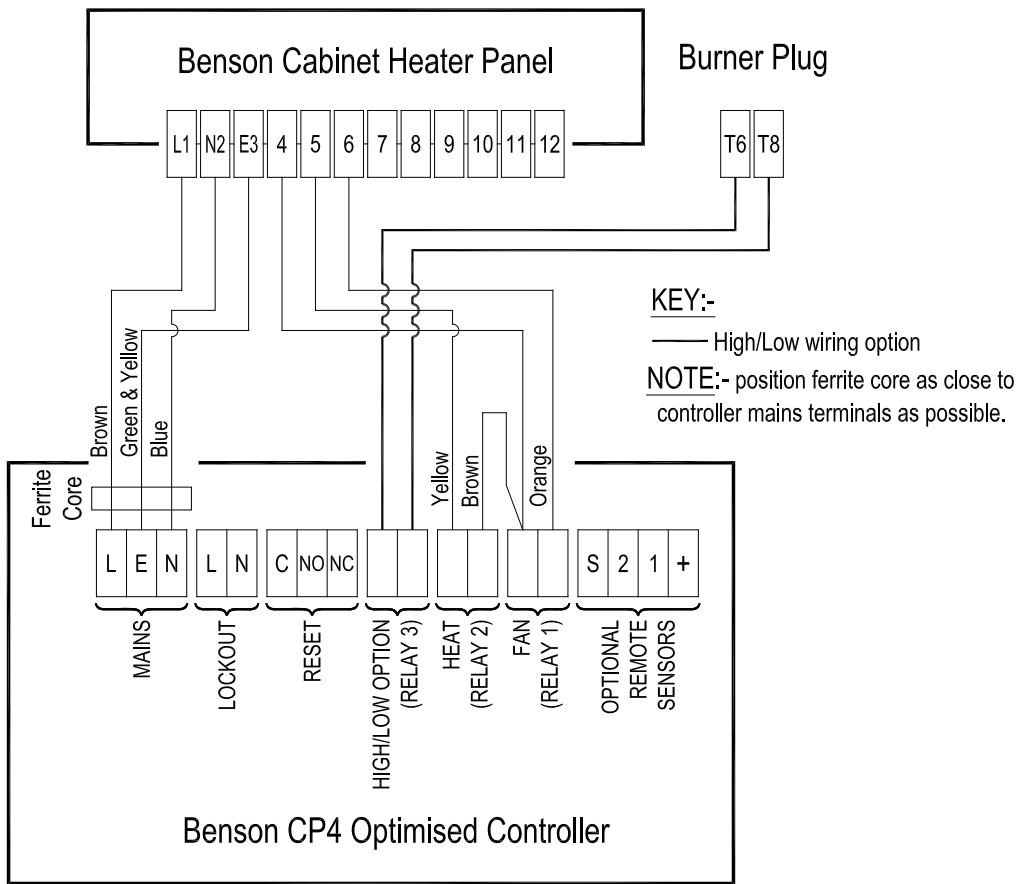 Benson Cabinet Heater Panel
Burner Plug
L1 N2 E3 4 5 6 7 8 9 10 11 12
T6 T8
KEY:-
High/Low wiring option
NOTE:- position ferrite core as close to
controller mains terminals as possible.
Brown
Green & Yellow
Blue
Yellow
Brown
Orange
Ferrite
Core
L E N
L N
C NO NC
S 2 1 +
MAINS
LOCKOUT
RESET
HIGH/LOW OPTION
(RELAY 3)
HEAT
(RELAY 2)
FAN
(RELAY 1)
OPTIONAL
REMOTE
SENSORS
Benson CP4 Optimised Controller